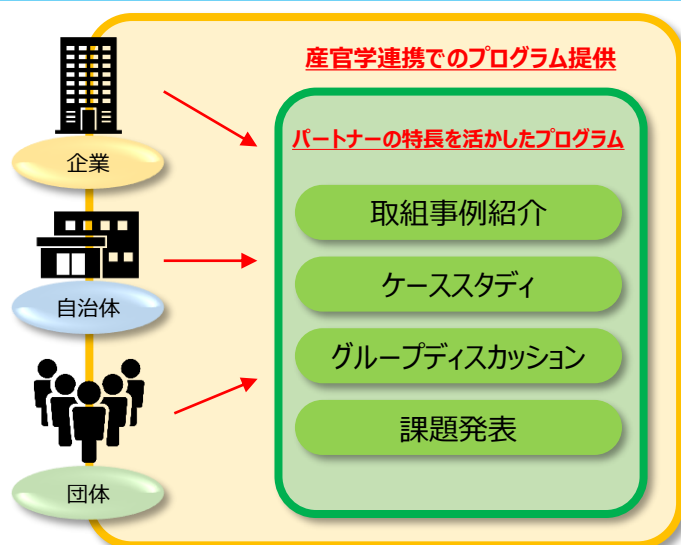 産官学連携でのプログラム提供
パートナーの特長を活かしたプログラム
企業
取組事例紹介
自治体
ケーススタディ
グループディスカッション
団体
課題発表